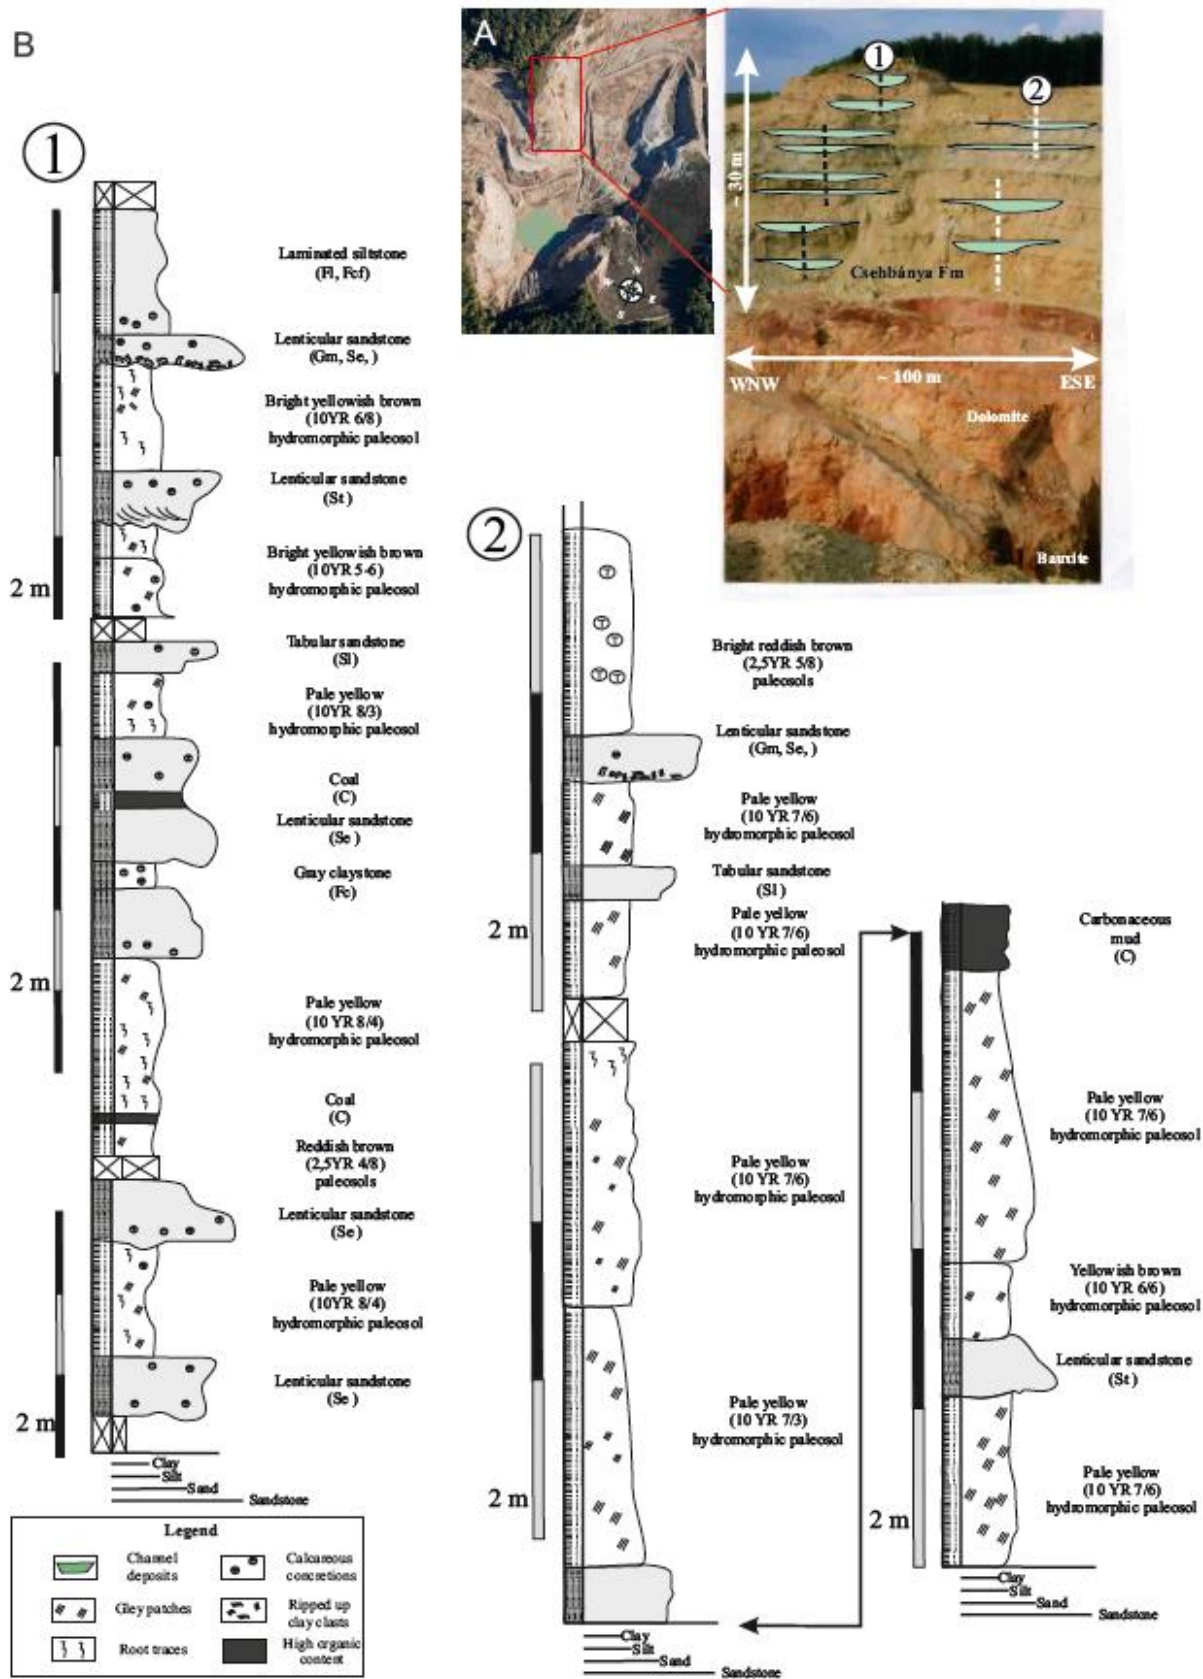 B
A
1
2
~ 30 m
Csehbánya Fm
WNW
~ 100 m
ESE
Dolomite
Bauxite
N
W
E
S
1
Laminated siltstone
(Fl, Fcf)
Lenticular sandstone
(Gm, Se, )
Bright yellowish brown
(10YR 6/8)
hydromorphic paleosol
Lenticular sandstone
(St)
Bright yellowish brown
(10YR 5-6)
hydromorphic paleosol
2 m
Tabular sandstone
(Sl)
Pale yellow
(10YR 8/3)
hydromorphic paleosol
Coal
(C)
Lenticular sandstone
(Se)
Gray claystone
(Fc)
2 m
Pale yellow
(10 YR 8/4)
hydromorphic paleosol
Coal
(C)
Reddish brown
(2,5YR 4/8)
paleosols
Lenticular sandstone
(Se)
Pale yellow
(10YR 8/4)
hydromorphic paleosol
Lenticular sandstone
(Se )
2 m
Clay
Silt
Sand
Sandstone
Legend
Channel
deposits
Calcareous
concretions
Gley patches
Ripped up
clay clasts
Root traces
High organic
content
2
Bright reddish brown
(2,5YR 5/8)
paleosols
Lenticular sandstone
(Gm, Se, )
Pale yellow
(10 YR 7/6)
hydromorphic paleosol
Tabular sandstone
(Sl)
Pale yellow
(10 YR 7/6)
hydromorphic paleosol
2 m
Pale yellow
(10 YR 7/6)
hydromorphic paleosol
Pale yellow
(10 YR 7/3)
hydromorphic paleosol
2 m
Clay
Silt
Sand
Sandstone
Carbonaceous
mud
(C)
Pale yellow
(10 YR 7/6)
hydromorphic paleosol
Yellowish brown
(10 YR 6/6)
hydromorphic paleosol
Lenticular sandstone
(St)
Pale yellow
(10 YR 7/6)
hydromorphic paleosol
2 m
Clay
Silt
Sand
Sandstone